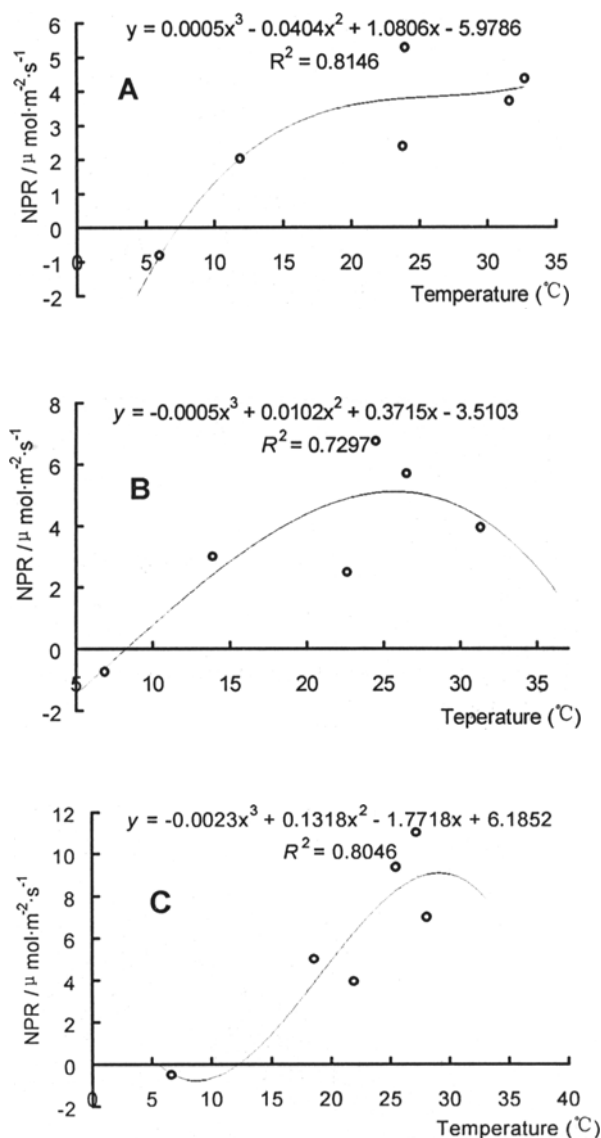 y = 0.0005x³ - 0.0404x² + 1.0806x - 5.9786
R² = 0.8146
A
NPR / μ mol·m⁻²·s⁻¹
6
5
4
3
2
1
0
-1
-2
0 5 10 15 20 25 30 35
Temperature (℃)
y = -0.0005x³ + 0.0102x² + 0.3715x - 3.5103
R² = 0.7297
B
NPR / μ mol·m⁻²·s⁻¹
8
6
4
2
0
-2
5 10 15 20 25 30 35
Teperature (℃)
y = -0.0023x³ + 0.1318x² - 1.7718x + 6.1852
R² = 0.8046
C
NPR / μ mol·m⁻²·s⁻¹
12
10
8
6
4
2
0
-2
0 5 10 15 20 25 30 35 40
Temperature (℃)